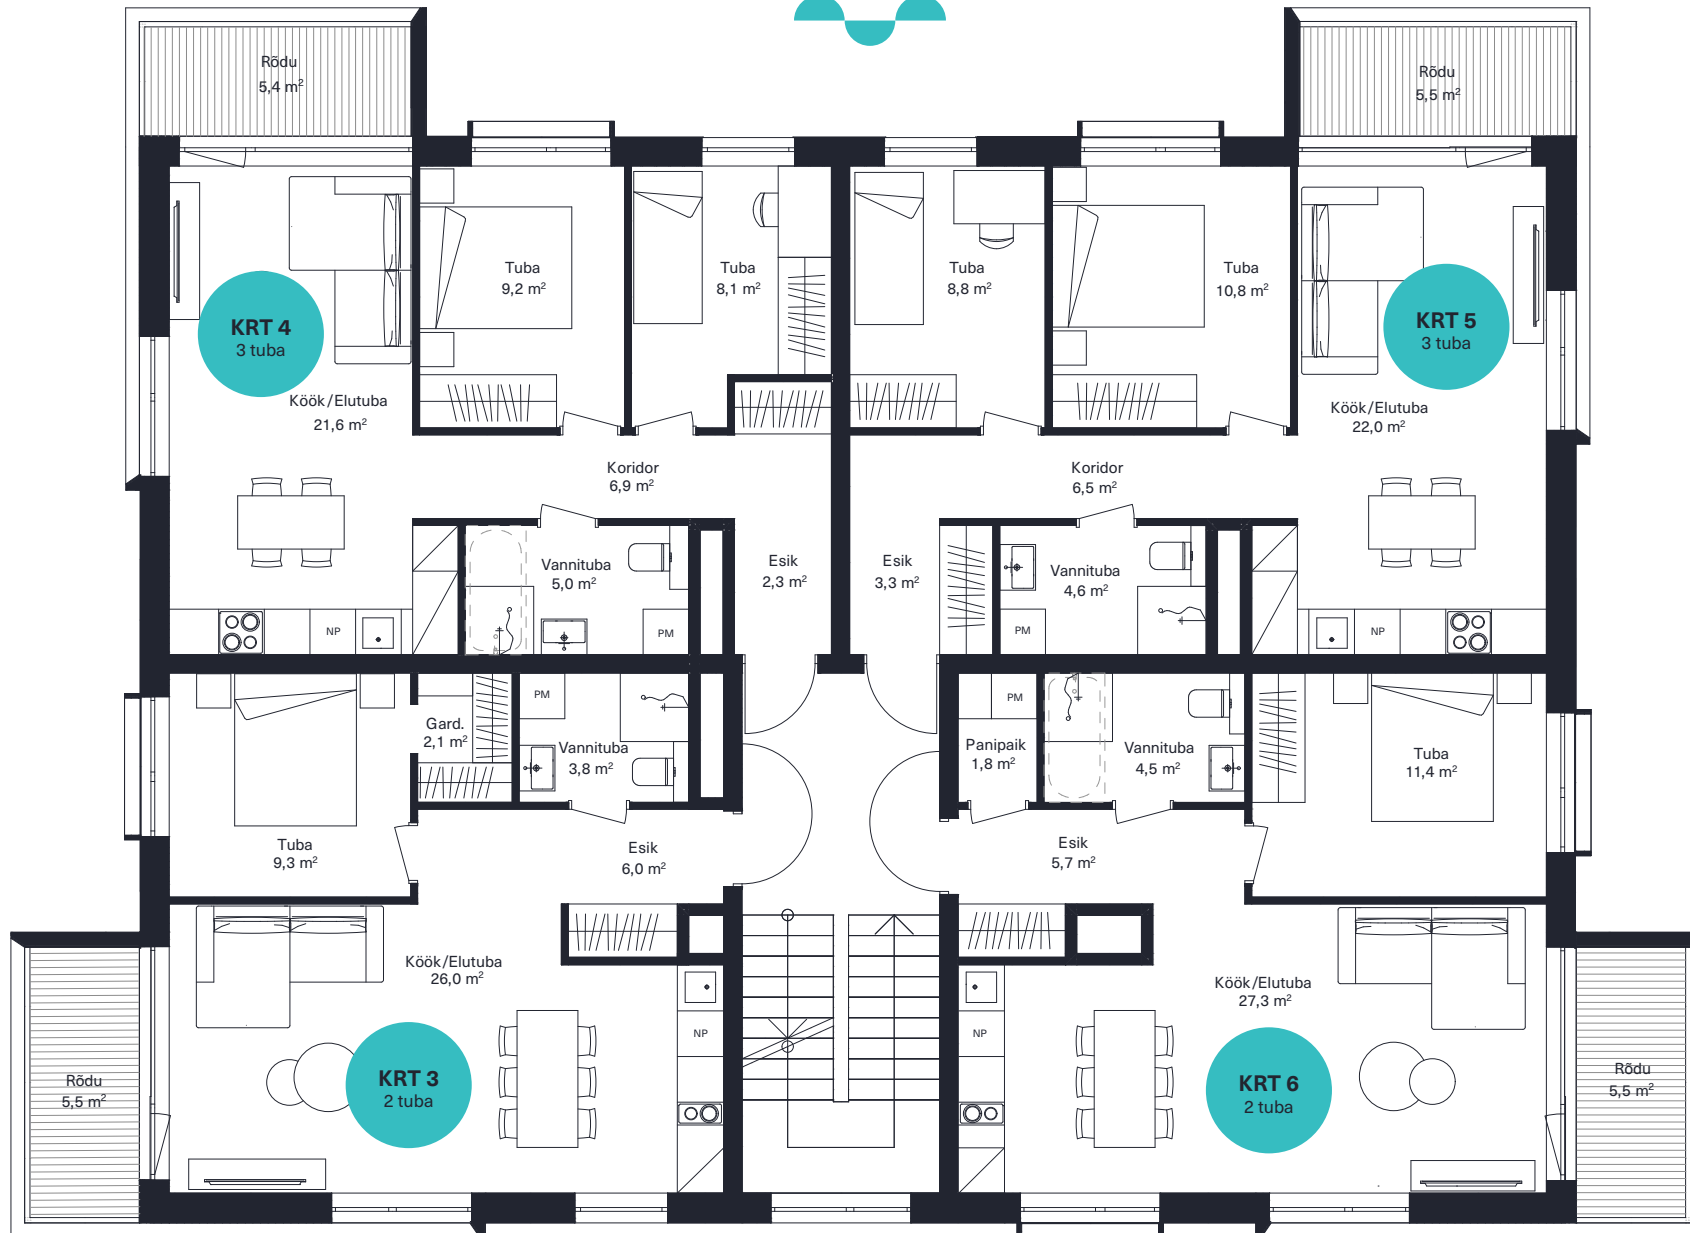 Rõdu
5,4 m²
Rõdu
5,5 m²
Tuba
9,2 m²
Tuba
8,1 m²
Tuba
8,8 m²
Tuba
10,8 m²
KRT 4
3 tuba
KRT 5
3 tuba
Köök/Elutuba
21,6 m²
Köök/Elutuba
22,0 m²
Koridor
6,9 m²
Koridor
6,5 m²
Vannituba
5,0 m²
Esik
2,3 m²
Esik
3,3 m²
Vannituba
4,6 m²
NP
PM
PM
NP
PM
PM
Gard.
2,1 m²
Vannituba
3,8 m²
Panipaik
1,8 m²
Vannituba
4,5 m²
Tuba
11,4 m²
Tuba
9,3 m²
Esik
6,0 m²
Esik
5,7 m²
Köök/Elutuba
26,0 m²
Köök/Elutuba
27,3 m²
NP
NP
Rõdu
5,5 m²
KRT 3
2 tuba
KRT 6
2 tuba
Rõdu
5,5 m²